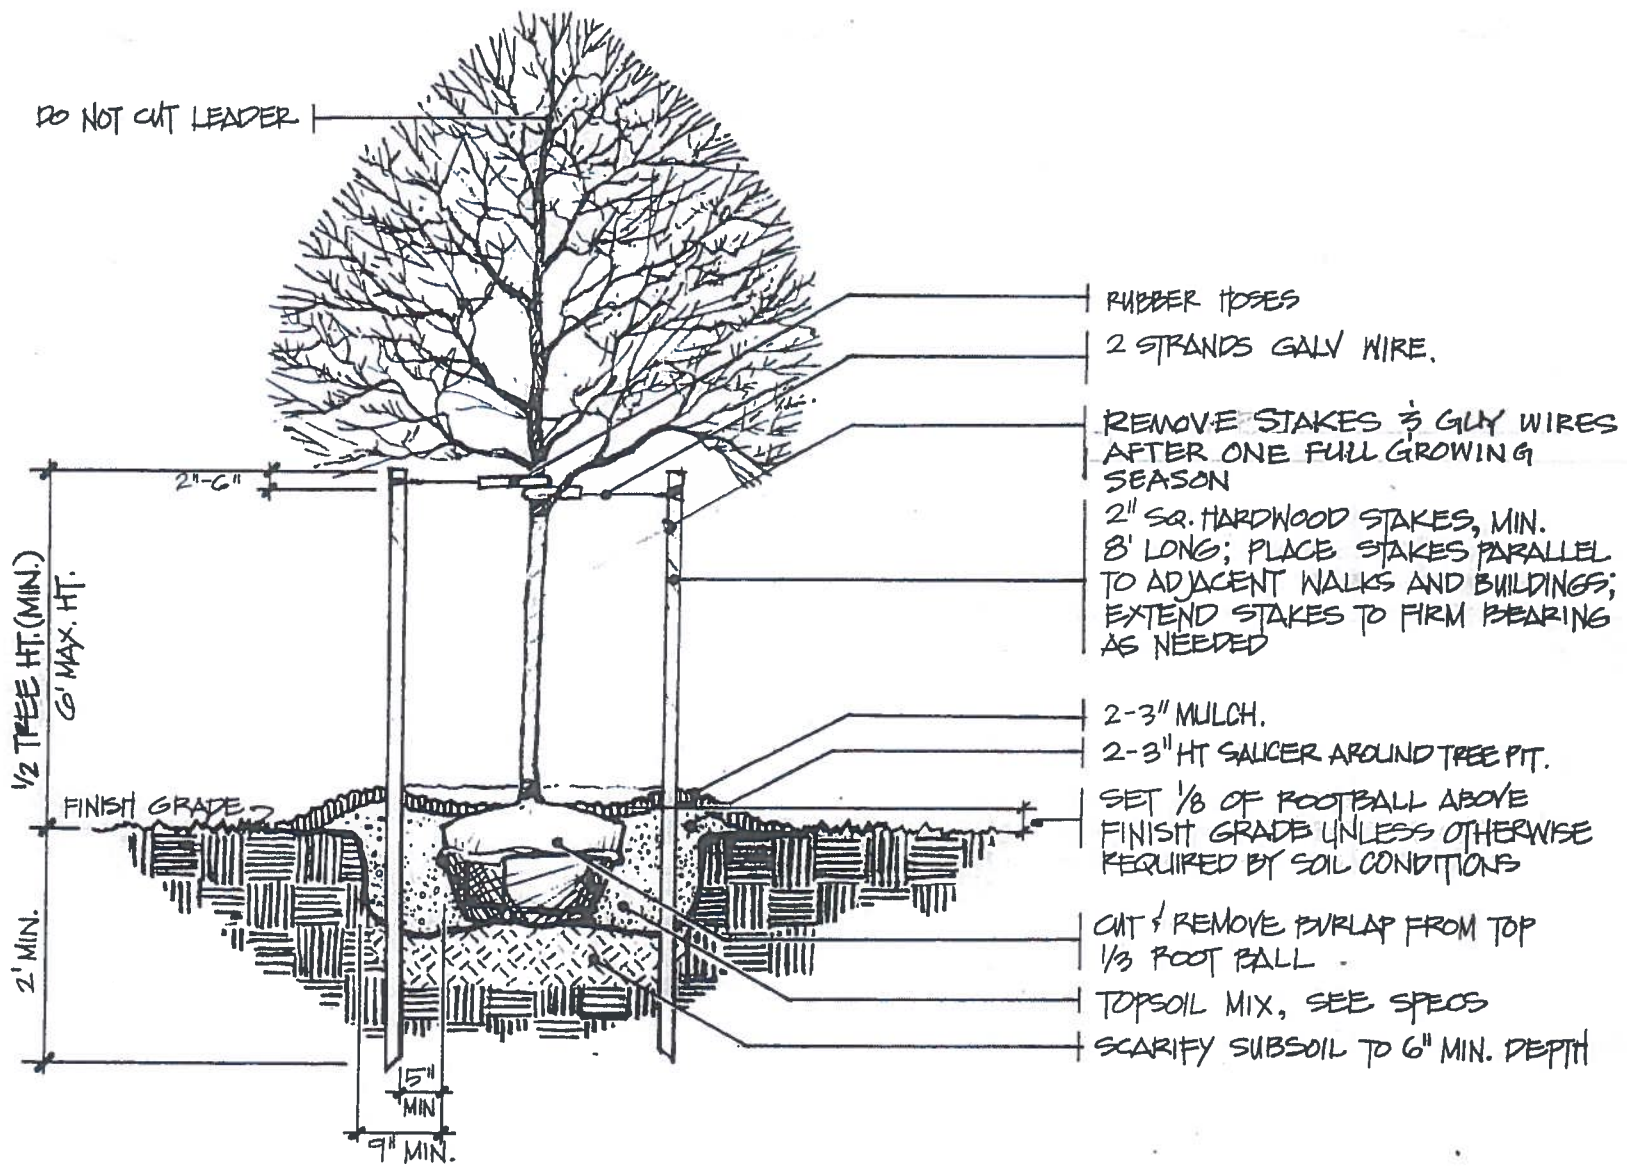 DO NOT CUT LEADER
RUBBER HOSES
2 STRANDS GALV WIRE.
REMOVE STAKES & GUY WIRES
AFTER ONE FULL GROWING
SEASON
2"-6"
2" SQ. HARDWOOD STAKES, MIN.
8' LONG; PLACE STAKES PARALLEL
TO ADJACENT WALKS AND BUILDINGS;
EXTEND STAKES TO FIRM BEARING
AS NEEDED
1/2 TREE HT. (MIN.)
6' MAX. HT.
2-3" MULCH.
2-3" HT SAUCER AROUND TREE PIT.
FINISH GRADE
SET 1/8 OF ROOTBALL ABOVE
FINISH GRADE UNLESS OTHERWISE
REQUIRED BY SOIL CONDITIONS
2' MIN.
CUT & REMOVE BURLAP FROM TOP
1/3 ROOT BALL
TOPSOIL MIX, SEE SPECS
SCARIFY SUBSOIL TO 6" MIN. DEPTH
5"
MIN
9" MIN.